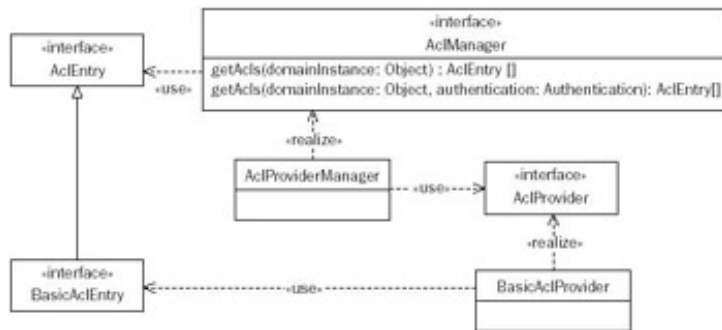 «interface»
AclManager
«interface»
AclEntry
getAcls(domainInstance: Object) : AclEntry []
getAcls(domainInstance: Object, authentication: Authentication): AclEntry[]
«use»
«realize»
AclProviderManager
«interface»
AclProvider
«use»
«realize»
«interface»
BasicAclEntry
«use»
BasicAclProvider